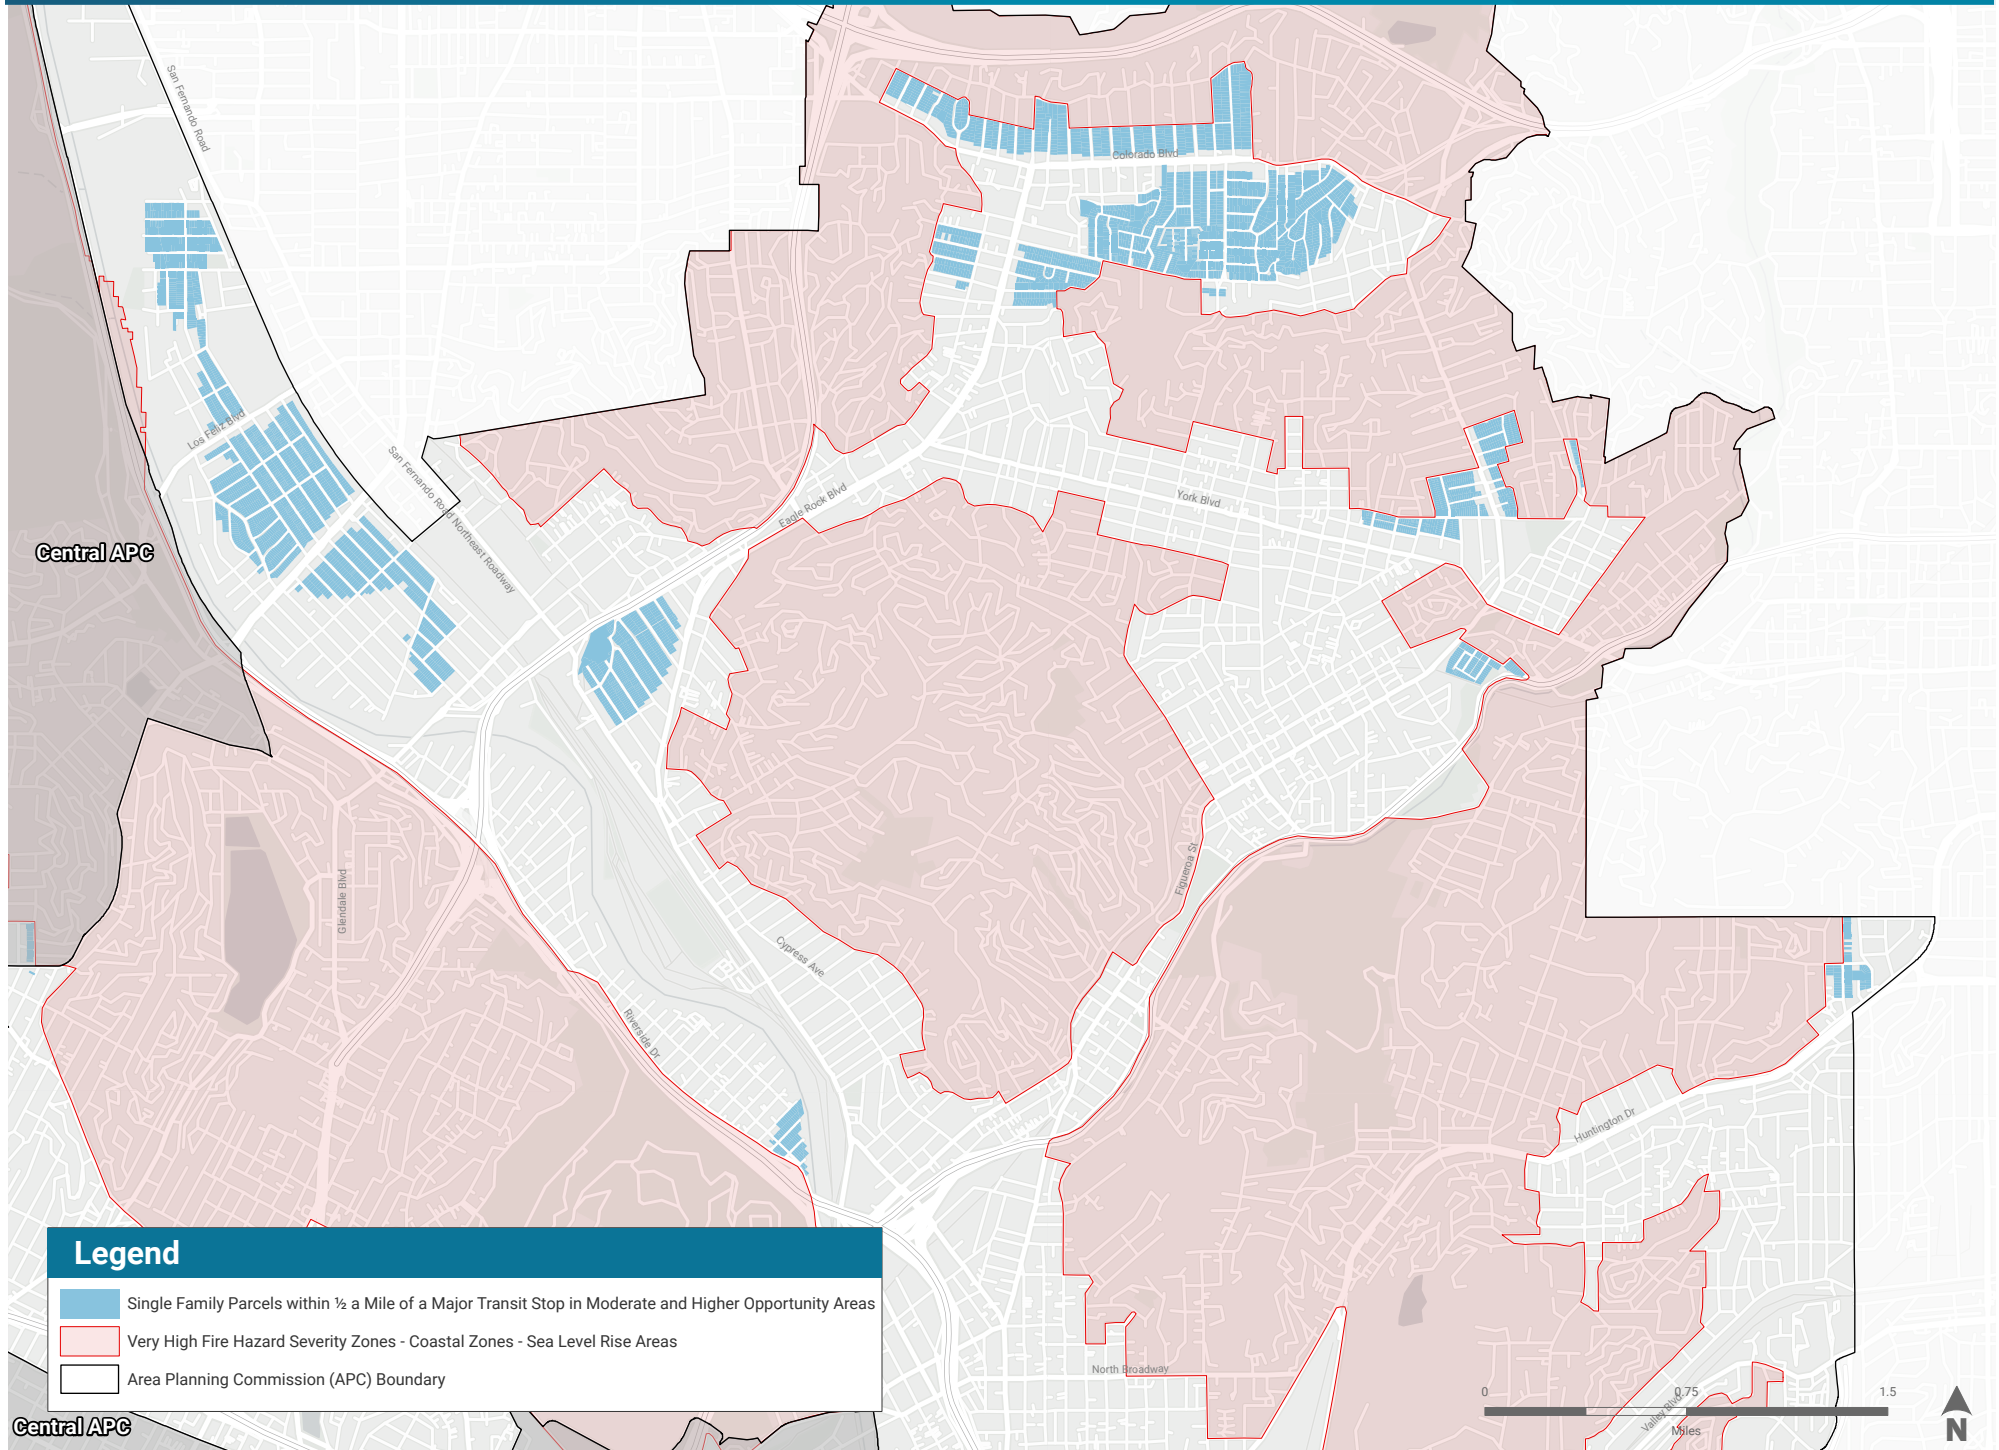 San Fernando Road
Colorado Blvd
Los Feliz Blvd
San Fernando Road Northeast Roadway
Eagle Rock Blvd
York Blvd
Central APC
Figueroa St
Glendale Blvd
Cypress Ave
Riverside Dr
Huntington Dr
Legend
Single Family Parcels within ½ a Mile of a Major Transit Stop in Moderate and Higher Opportunity Areas
Very High Fire Hazard Severity Zones - Coastal Zones - Sea Level Rise Areas
Area Planning Commission (APC) Boundary
North Broadway
Central APC
0 0.75 1.5
Valley Blvd
Miles
N